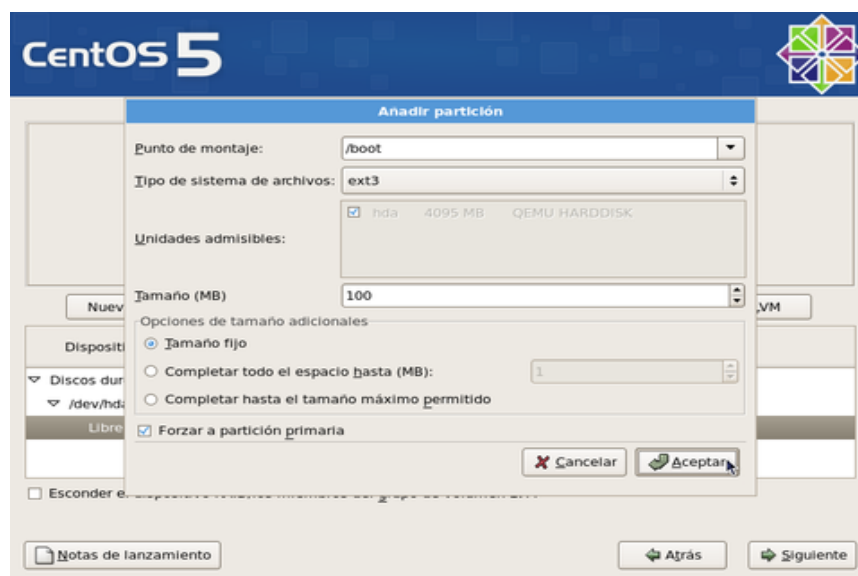 CentOS 5
Añadir partición
Punto de montaje: /boot
Tipo de sistema de archivos: ext3
hda 4095 MB QEMU HARDDISK
Unidades admisibles:
Tamaño (MB) 100
Nuev
VM
Opciones de tamaño adicionales
Dispositi
Tamaño fijo
Discos dur
Completar todo el espacio hasta (MB): 1
/dev/hda
Completar hasta el tamaño máximo permitido
Libre
Forzar a partición primaria
Cancelar Aceptar
Esconder e
Notas de lanzamiento Atrás Siguiente